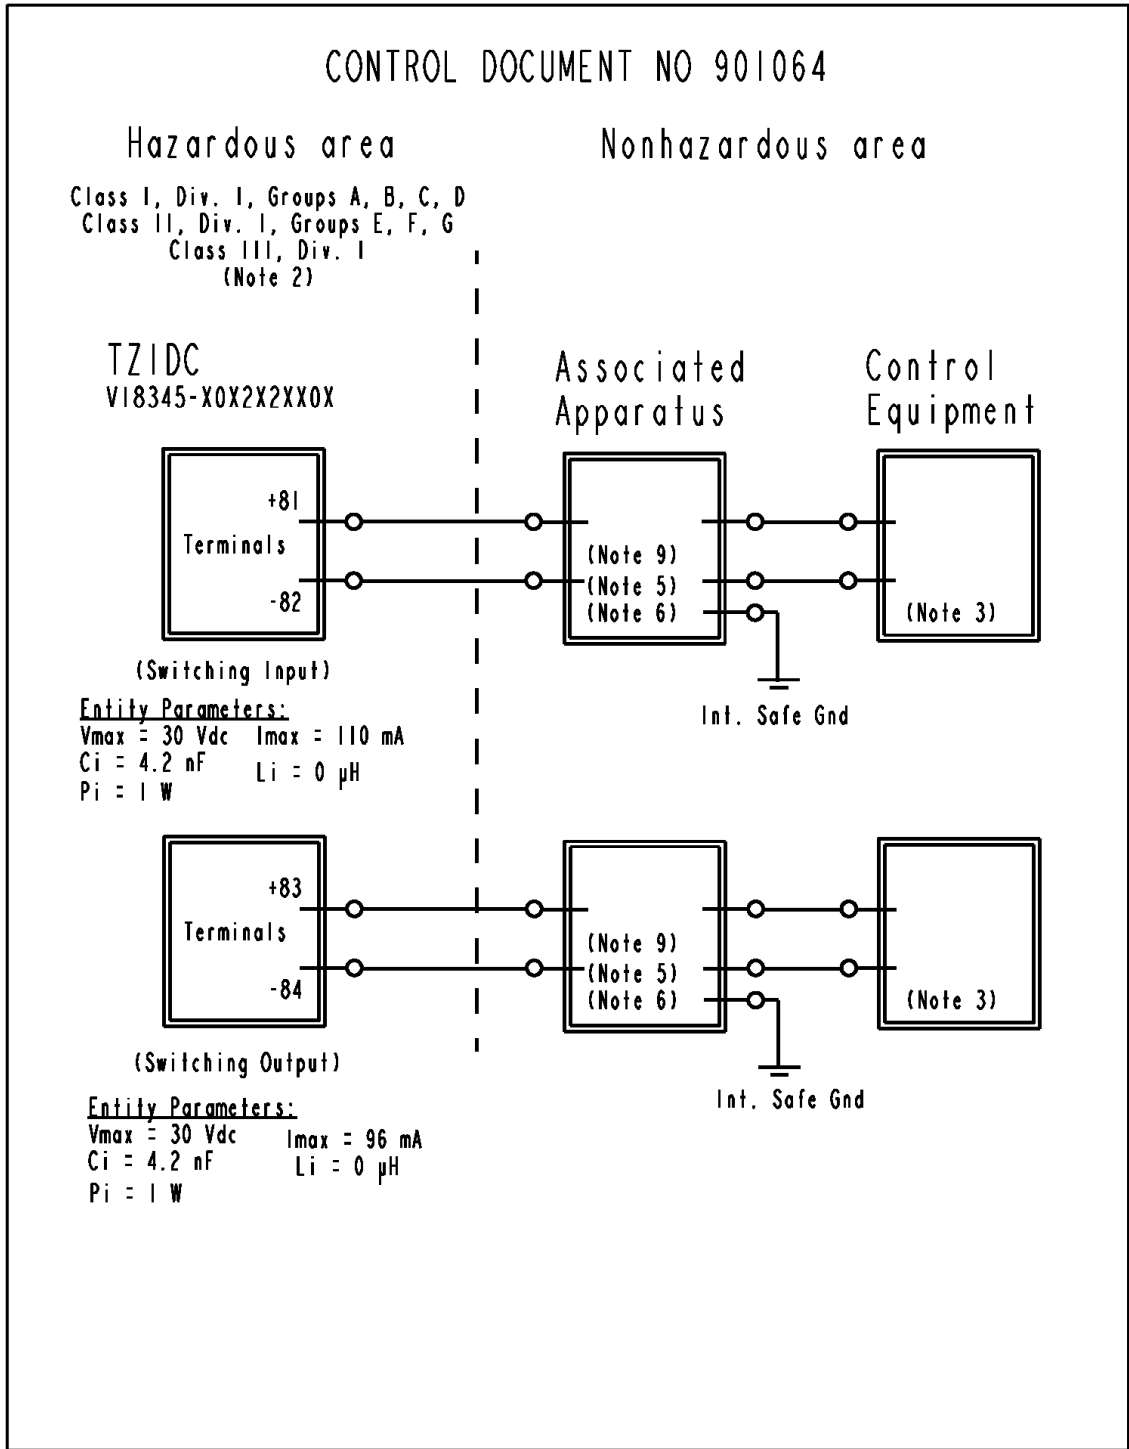 CONTROL DOCUMENT NO 901064
Hazardous area
Nonhazardous area
Class I, Div. I, Groups A, B, C, D
Class II, Div. I, Groups E, F, G
Class III, Div. I
(Note 2)
TZIDC
V18345-X0X2X2XX0X
Associated
Apparatus
Control
Equipment
+81
Terminals
-82
(Note 9)
(Note 5)
(Note 6)
(Note 3)
(Switching Input)
Int. Safe Gnd
Entity Parameters:
Vmax = 30 Vdc Imax = 110 mA
Ci = 4.2 nF Li = 0 µH
Pi = 1 W
+83
Terminals
-84
(Note 9)
(Note 5)
(Note 6)
(Note 3)
(Switching Output)
Int. Safe Gnd
Entity Parameters:
Vmax = 30 Vdc Imax = 96 mA
Ci = 4.2 nF Li = 0 µH
Pi = 1 W